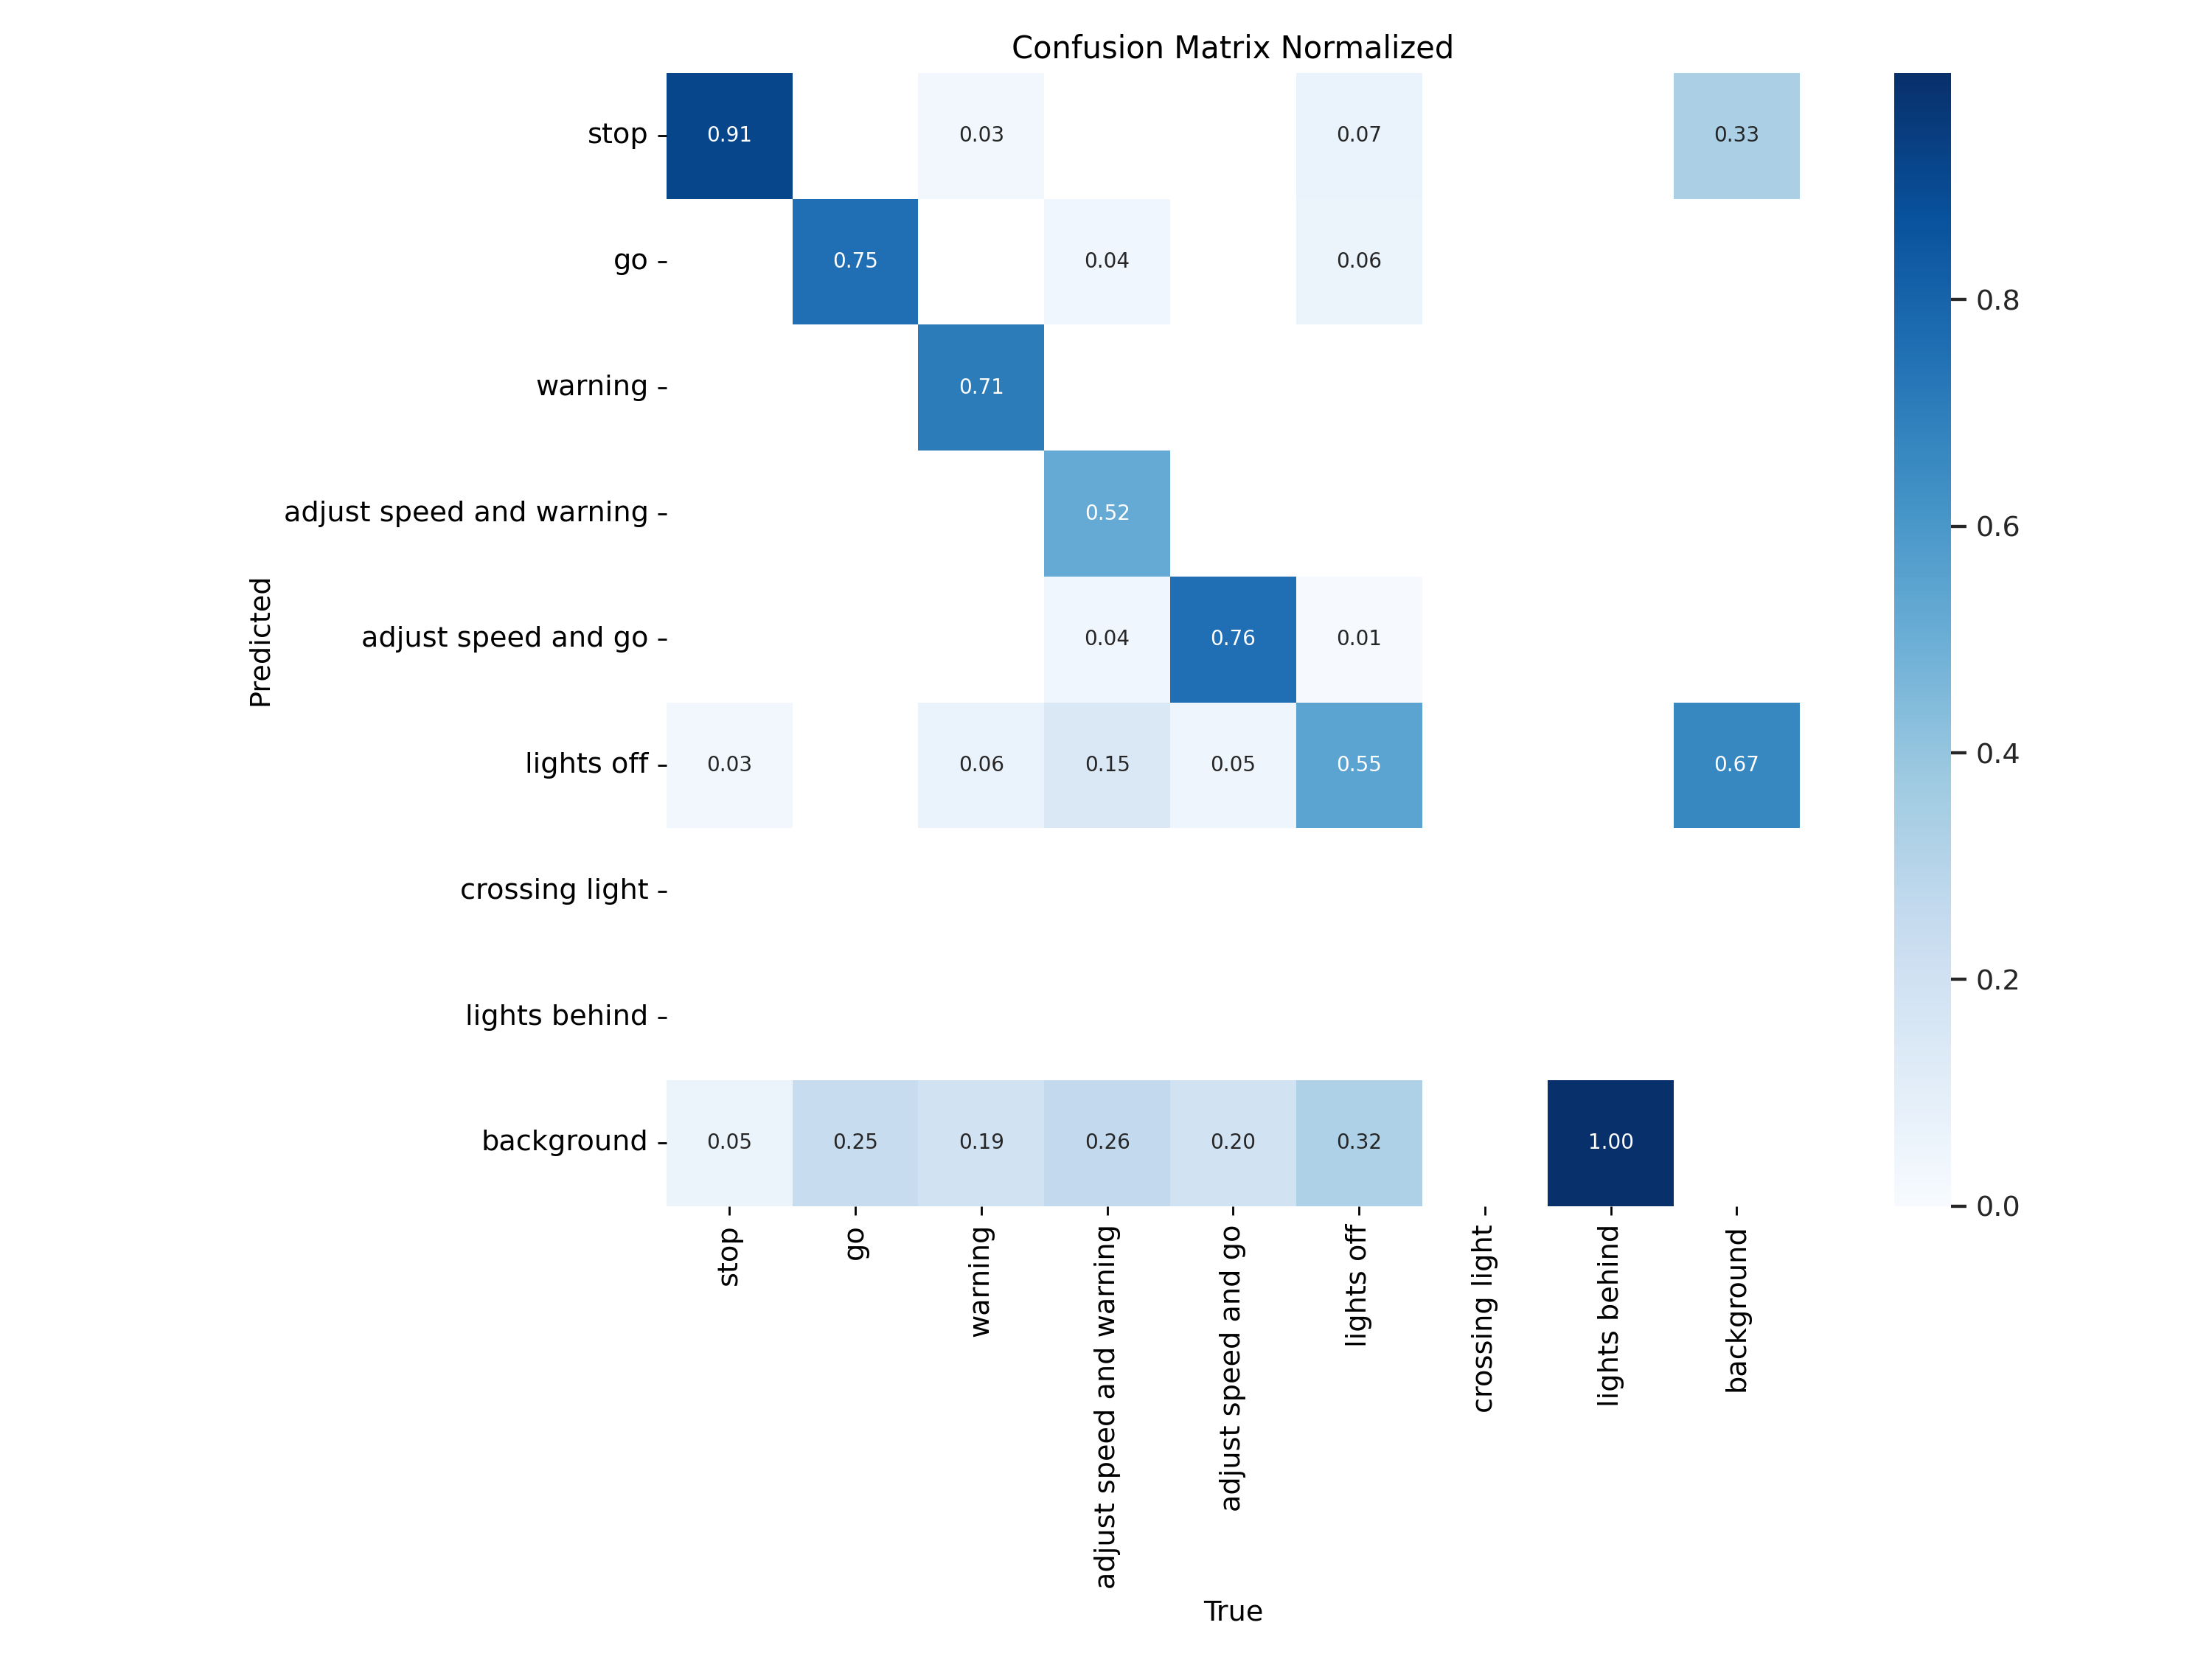 Confusion Matrix Normalized
stop
0.91
0.03
0.07
0.33
go
0.75
0.04
0.06
0.8
warning
0.71
adjust speed and warning
0.52
0.6
Predicted
adjust speed and go
0.04
0.76
0.01
lights off
0.03
0.06
0.15
0.05
0.55
0.67
0.4
crossing light
lights behind
0.2
background
0.05
0.25
0.19
0.26
0.20
0.32
1.00
0.0
stop
go
warning
adjust speed and warning
adjust speed and go
lights off
crossing light
lights behind
background
True